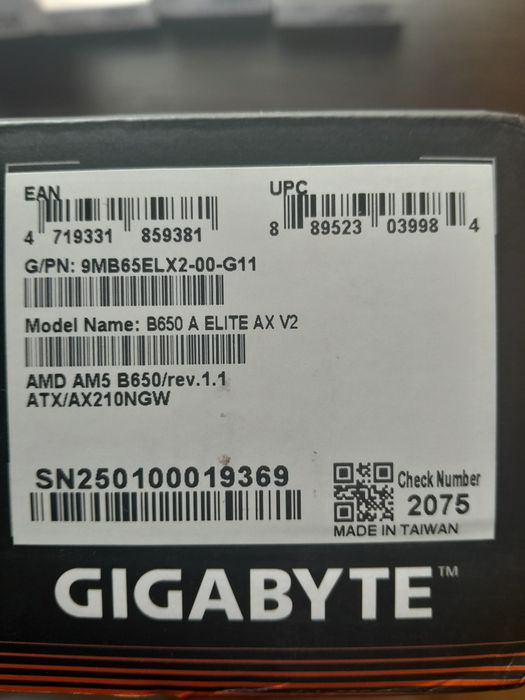 EAN
UPC
4 719331 859381
8 89523 03998 4
G/PN: 9MB65ELX2-00-G11
Model Name: B650 A ELITE AX V2
AMD AM5 B650/rev.1.1
ATX/AX210NGW
SN250100019369
Check Number
2075
MADE IN TAIWAN
GIGABYTE™